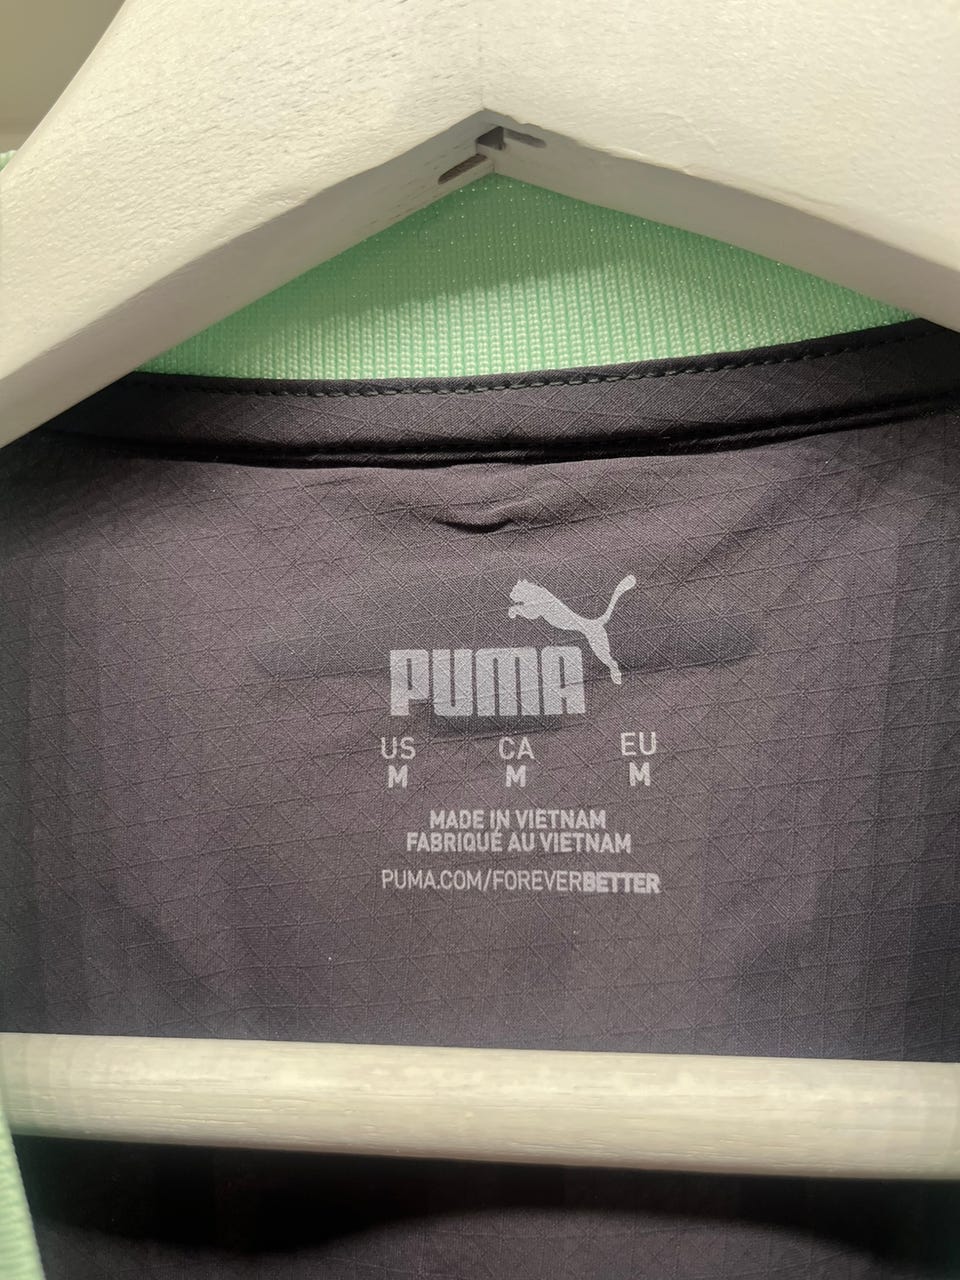 PUMA
US CA EU
M M M
MADE IN VIETNAM
FABRIQUÉ AU VIETNAM
PUMA.COM/FOREVERBETTER